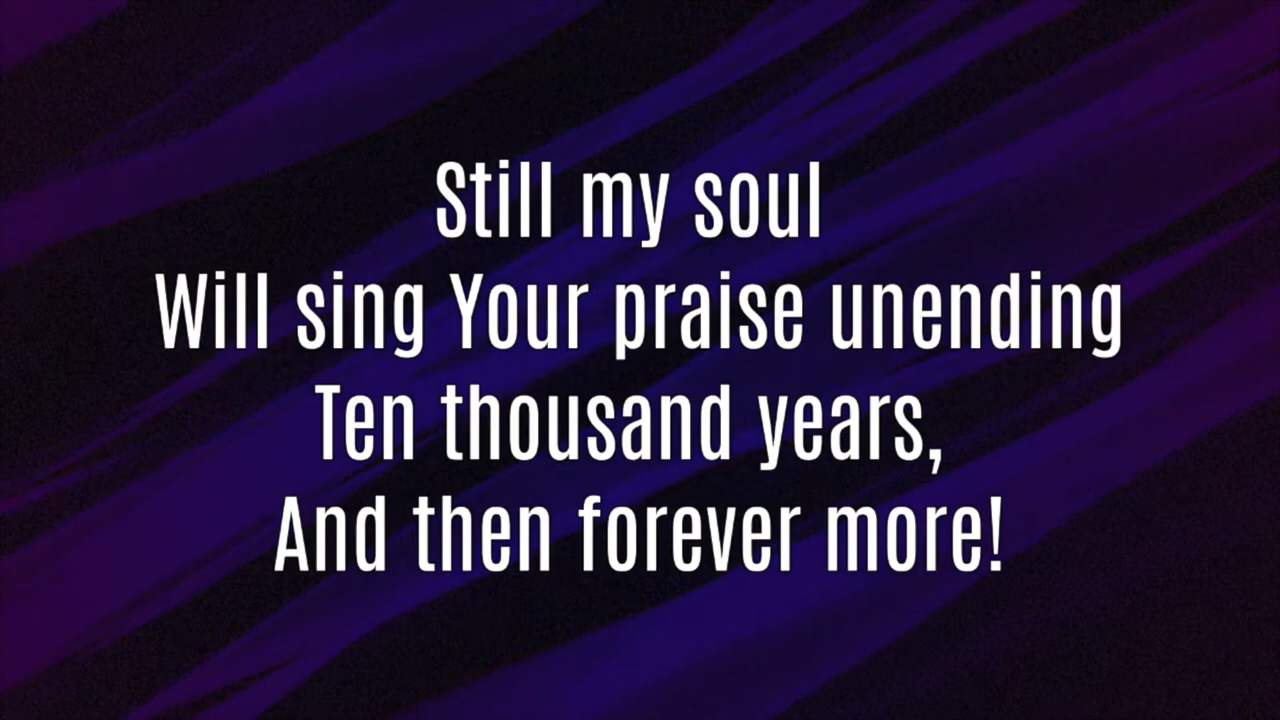 Still my soul
Will sing Your praise unending
Ten thousand years,
And then forever more!